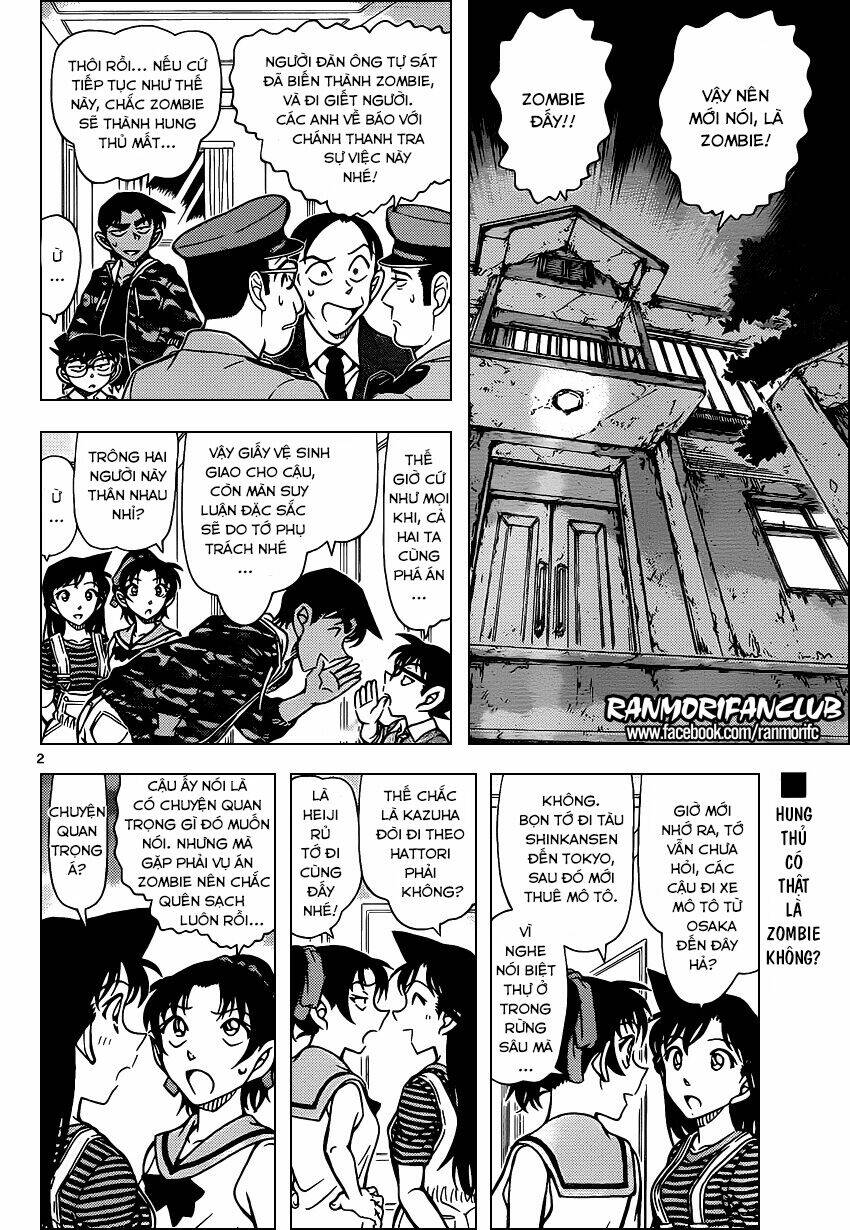 VẬY NÊN
MỚI NÓI, LÀ
ZOMBIE!
ZOMBIE
ĐẤY!!
RANMORIFANCLUB
www.facebook.com/ranmorifc
NGƯỜI ĐÀN ÔNG TỰ SÁT
ĐÃ BIẾN THÀNH ZOMBIE,
VÀ ĐI GIẾT NGƯỜI.
CÁC ANH VỀ BÁO VỚI
CHÁNH THANH TRA
SỰ VIỆC NÀY
NHÉ!
THÔI RỒI... NẾU CỨ
TIẾP TỤC NHƯ THẾ
NÀY, CHẮC ZOMBIE
SẼ THÀNH HUNG
THỦ MẤT...
Ừ
...
THẾ
GIỜ CỨ
NHƯ MỌI
KHI, CẢ
HAI TA
CÙNG
PHÁ ÁN
...
VẬY GIẤY VỆ SINH
GIAO CHO CẬU,
CÒN MÀN SUY
LUẬN ĐẶC SẮC
SẼ DO TỚ PHỤ
TRÁCH NHÉ
...
TRÔNG HAI
NGƯỜI NÀY
THÂN NHAU
NHỈ?
Ừ
...
2
HUNG
THỦ
CÓ
THẬT
LÀ
ZOMBIE
KHÔNG?
GIỜ MỚI
NHỚ RA, TỚ
VẪN CHƯA
HỎI, CÁC
CẬU ĐI XE
MÔ TÔ TỪ
OSAKA
ĐẾN ĐÂY
HẢ?
KHÔNG.
BỌN TỚ ĐI TÀU
SHINKANSEN
ĐẾN TOKYO,
SAU ĐÓ MỚI
THUÊ MÔ TÔ.
VÌ
NGHE
NÓI BIỆT
THỰ Ở
TRONG
RỪNG
SÂU MÀ
...
THẾ CHẮC
LÀ KAZUHA
ĐÒI ĐI THEO
HATTORI
PHẢI
KHÔNG?
LÀ
HEIJI
RỦ
TỚ ĐI
CÙNG
ĐẤY
NHÉ!
CẬU ẤY NÓI LÀ
CÓ CHUYỆN QUAN
TRỌNG GÌ ĐÓ MUỐN
NÓI. NHƯNG MÀ
GẶP PHẢI VỤ ÁN
ZOMBIE NÊN CHẮC
QUÊN SẠCH
LUÔN RỒI...
CHUYỆN
QUAN
TRỌNG
Á?